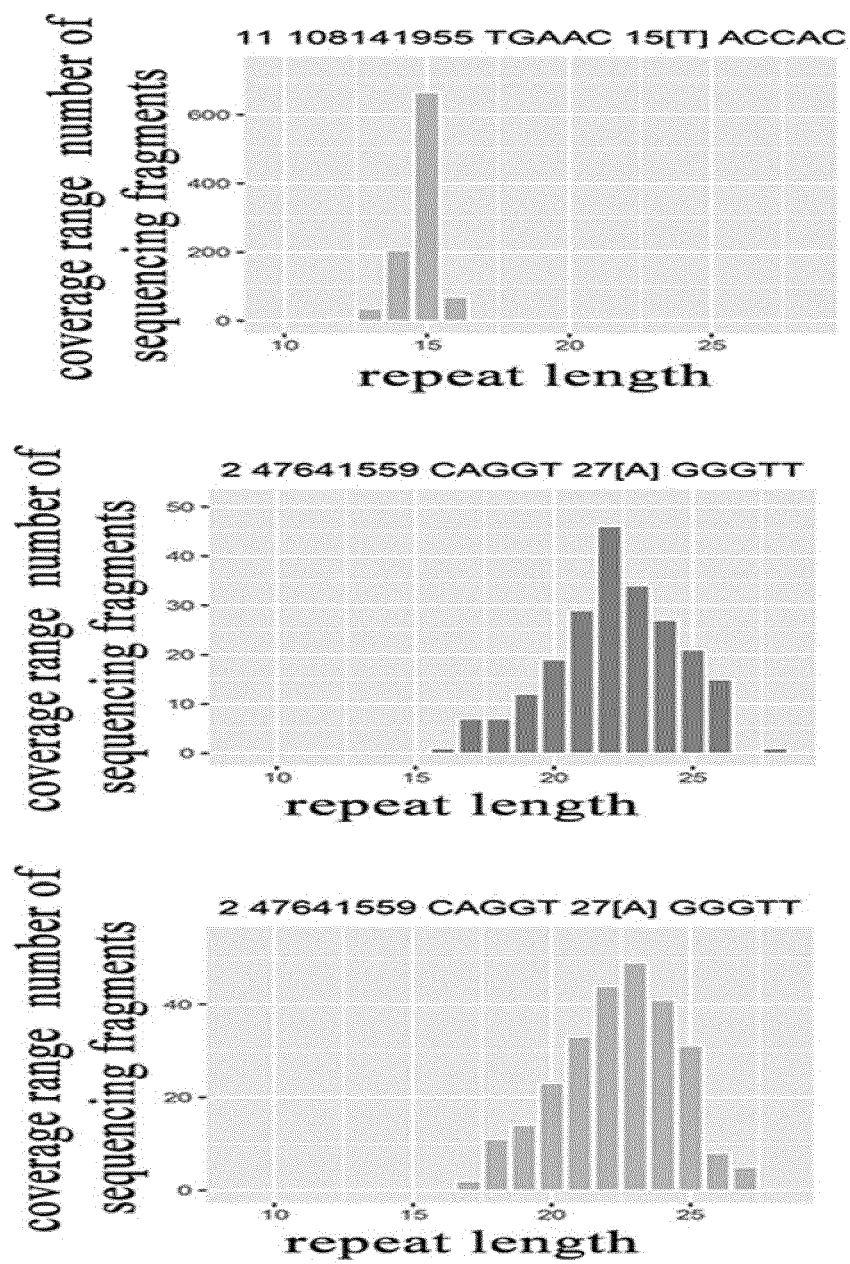 11 108141955 TGAAC 15[T] ACCAC
coverage range number of
sequencing fragments
600
400
200
0
10 15 20 25
repeat length
2 47641559 CAGGT 27[A] GGGTT
coverage range number of
sequencing fragments
50
40
30
20
10
0
10 15 20 25
repeat length
2 47641559 CAGGT 27[A] GGGTT
coverage range number of
sequencing fragments
40
20
0
10 15 20 25
repeat length